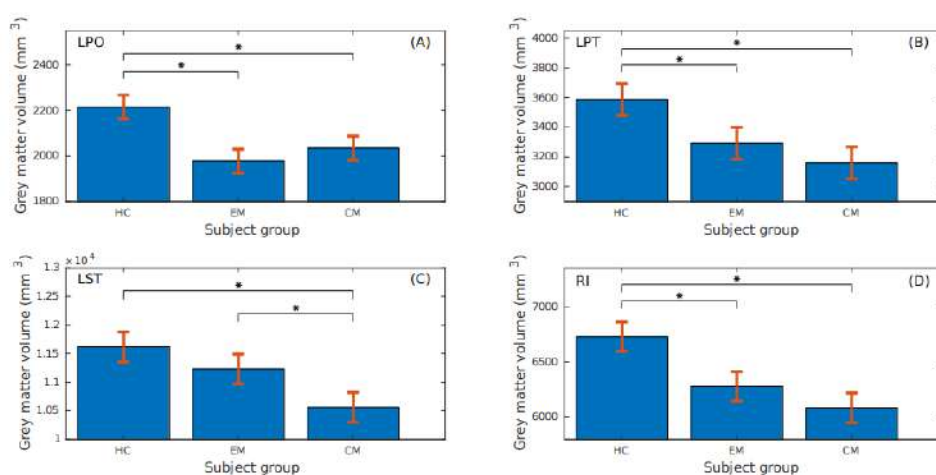 LPO
(A)
*
*
Grey matter volume (mm 3)
2400
2200
2000
1800
HC
EM
CM
Subject group
LPT
(B)
*
*
Grey matter volume (mm 3)
4000
3800
3600
3400
3200
3000
HC
EM
CM
Subject group
× 10 4
LST
(C)
*
*
Grey matter volume (mm 3)
1.3
1.25
1.2
1.15
1.1
1.05
1
HC
EM
CM
Subject group
RI
(D)
*
*
Grey matter volume (mm 3)
7000
6500
6000
HC
EM
CM
Subject group